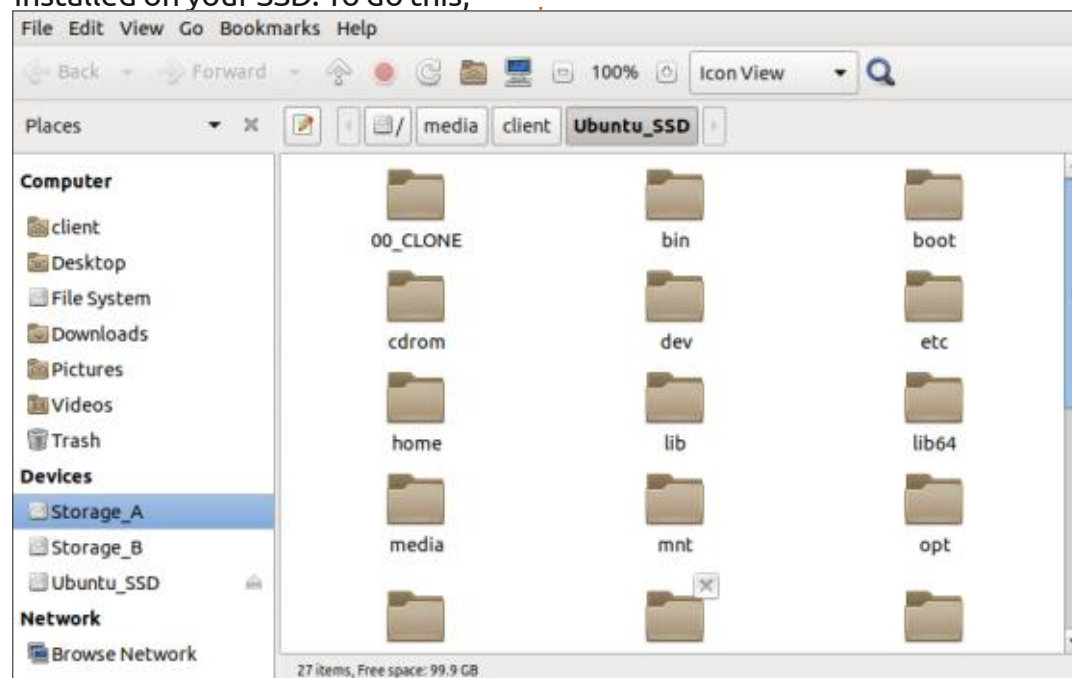 installed on your SSD. To do this,
File Edit View Go Bookmarks Help
Back Forward 100% Icon View
Places / media client Ubuntu_SSD
Computer
client
Desktop
File System
Downloads
Pictures
Videos
Trash
Devices
Storage_A
Storage_B
Ubuntu_SSD
Network
Browse Network
00_CLONE bin boot
cdrom dev etc
home lib lib64
media mnt opt
27 items, Free space: 99.9 GB